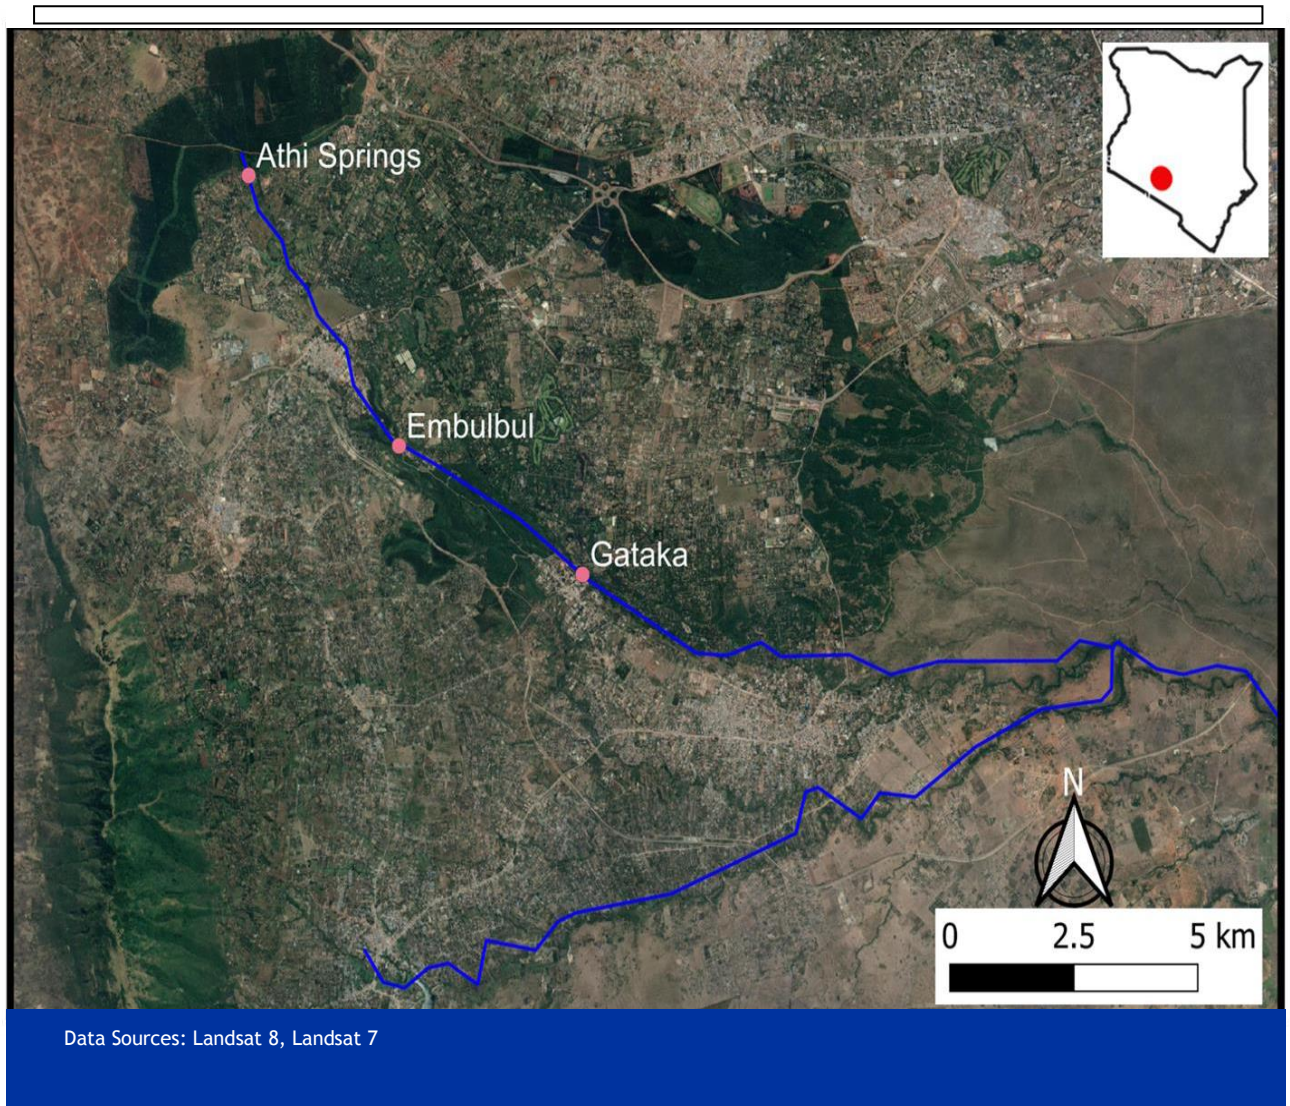 Athi Springs
Embulbul
Gataka
N
0 2.5 5 km
Data Sources: Landsat 8, Landsat 7